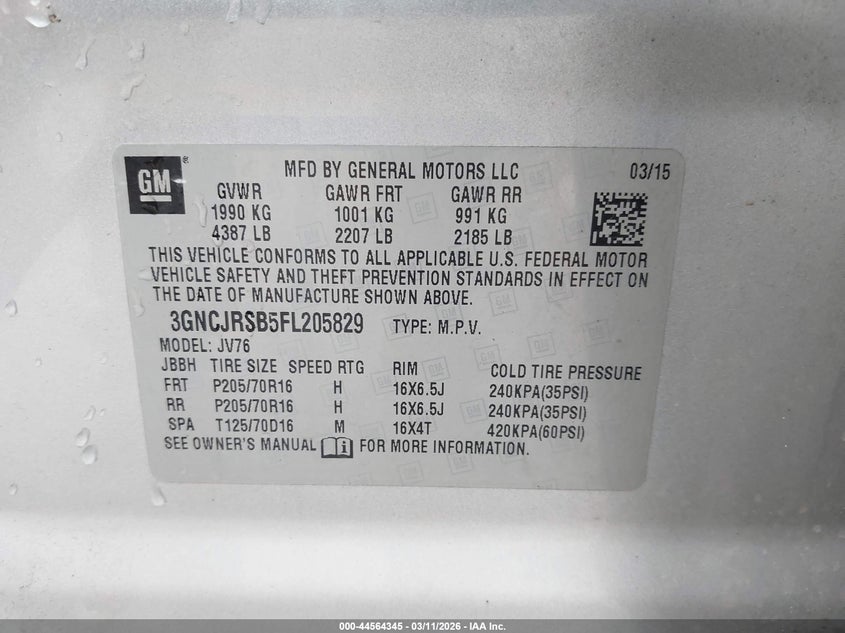 GM ® MFD BY GENERAL MOTORS LLC 03/15
GVWR GAWR FRT GAWR RR
1990 KG 1001 KG 991 KG
4387 LB 2207 LB 2185 LB
THIS VEHICLE CONFORMS TO ALL APPLICABLE U.S. FEDERAL MOTOR
VEHICLE SAFETY AND THEFT PREVENTION STANDARDS IN EFFECT ON
THE DATE OF MANUFACTURE SHOWN ABOVE.
3GNCJRSB5FL205829 TYPE: M.P.V.
MODEL: JV76
JBBH TIRE SIZE SPEED RTG RIM COLD TIRE PRESSURE
FRT P205/70R16 H 16X6.5J 240KPA(35PSI)
RR P205/70R16 H 16X6.5J 240KPA(35PSI)
SPA T125/70D16 M 16X4T 420KPA(60PSI)
SEE OWNER'S MANUAL FOR MORE INFORMATION.
000-44564345 - 03/11/2026 - IAA Inc.